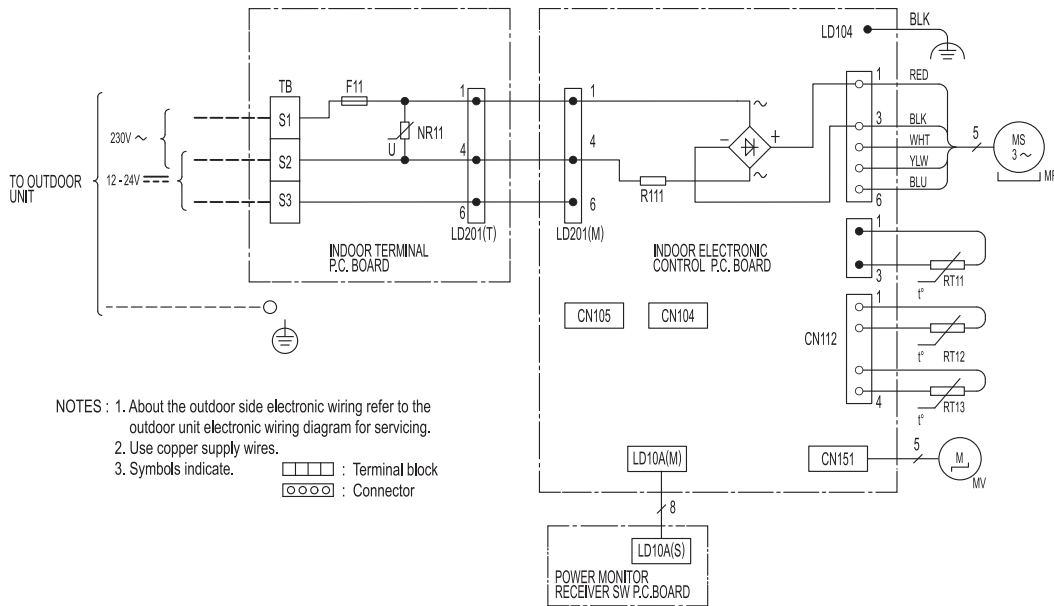 LD104
BLK
TB
F11
S1
S2
S3
NR11
U
230V ~
12 - 24V
TO OUTDOOR
UNIT
1
4
6
LD201(T)
INDOOR TERMINAL
P.C. BOARD
1
4
6
LD201(M)
R111
~
−
+
~
INDOOR ELECTRONIC
CONTROL P.C. BOARD
1
3
6
RED
BLK
WHT
YLW
BLU
5
MS
3 ~
1
3
t°
RT11
CN105
CN104
CN112
1
4
t°
RT12
t°
RT13
LD10A(M)
CN151
5
M
MV
8
LD10A(S)
POWER MONITOR
RECEIVER SW P.C.BOARD
NOTES : 1. About the outdoor side electronic wiring refer to the
outdoor unit electronic wiring diagram for servicing.
2. Use copper supply wires.
3. Symbols indicate.
: Terminal block
: Connector